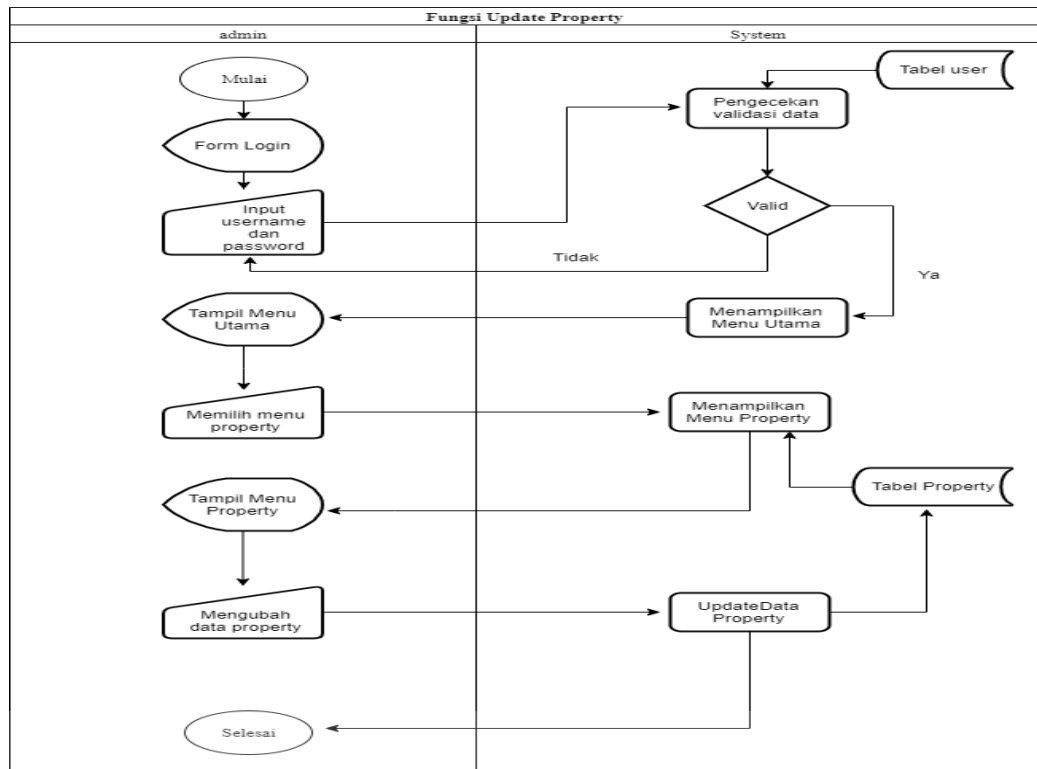 Fungsi Update Property
admin
System
Mulai
Tabel user
Pengecekan
validasi data
Form Login
Input
username
dan
password
Valid
Tidak
Ya
Tampil Menu
Utama
Menampilkan
Menu Utama
Memilih menu
property
Menampilkan
Menu Property
Tampil Menu
Property
Tabel Property
Mengubah
data property
UpdateData
Property
Selesai